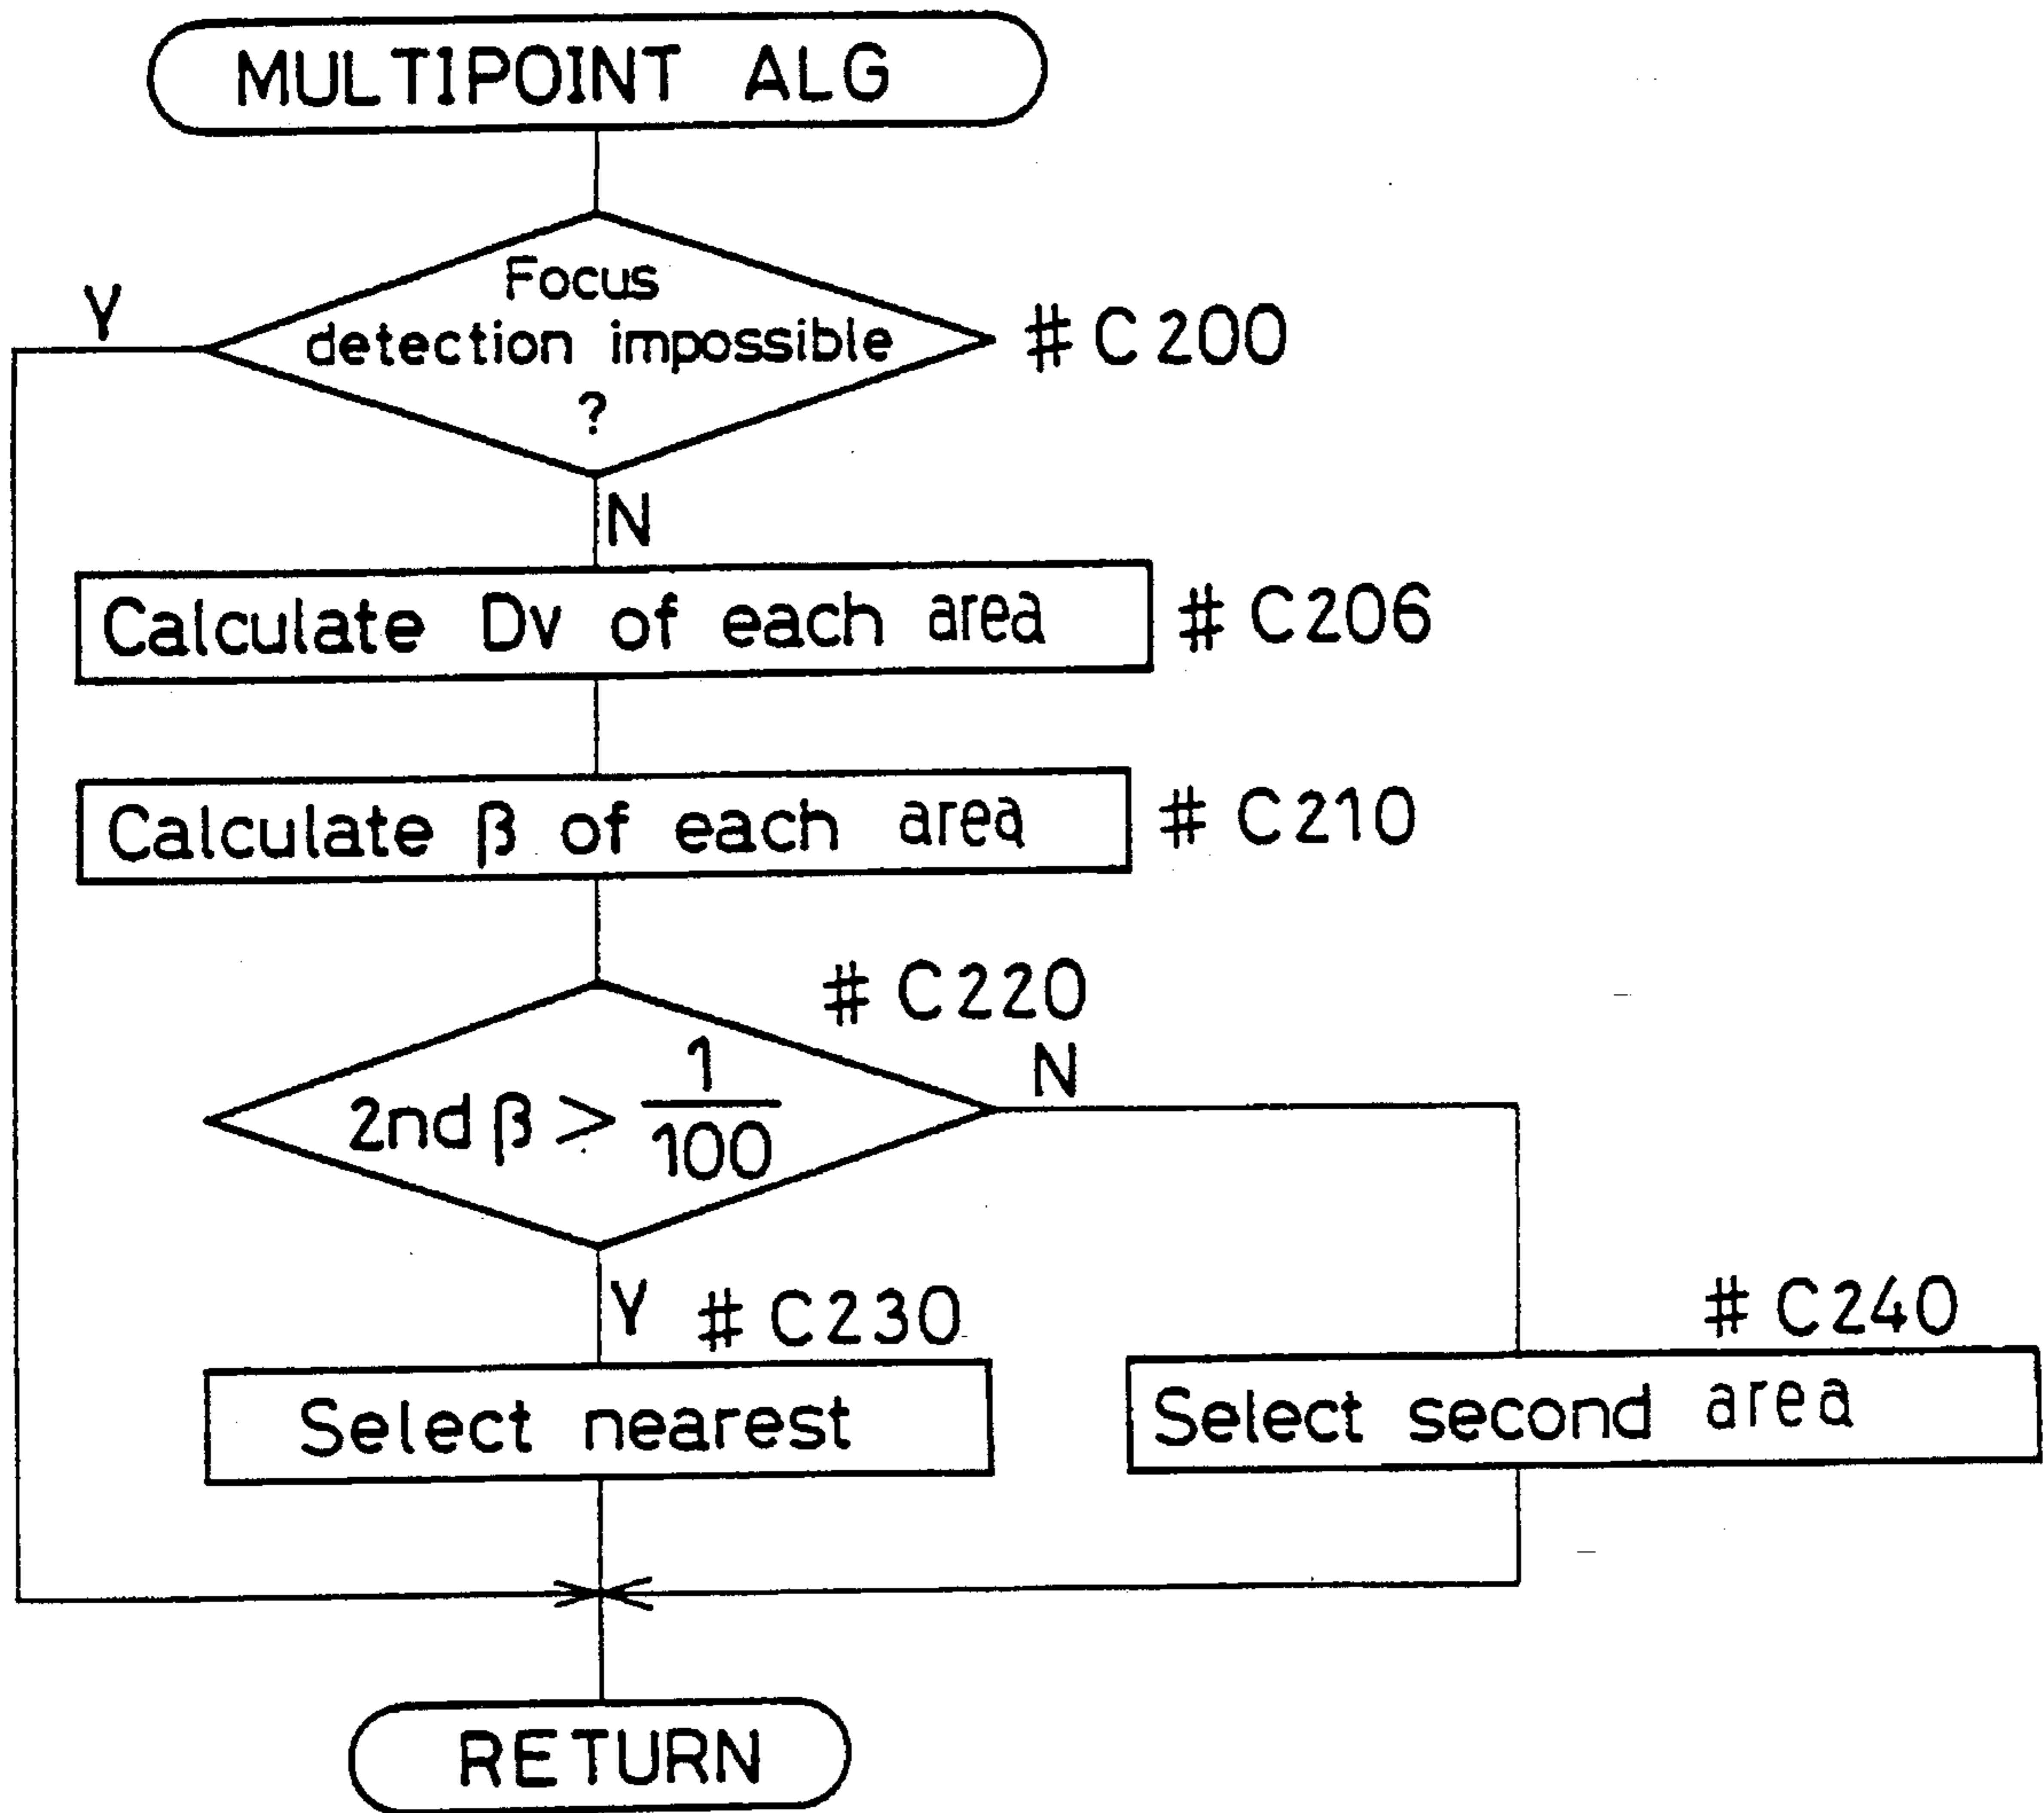 MULTIPOINT ALG
Focus
detection impossible
?
Y
# C200
N
Calculate Dv of each area
# C206
Calculate β of each area
# C210
# C220
2nd β > 1/100
N
Y
# C230
# C240
Select nearest
Select second area
RETURN